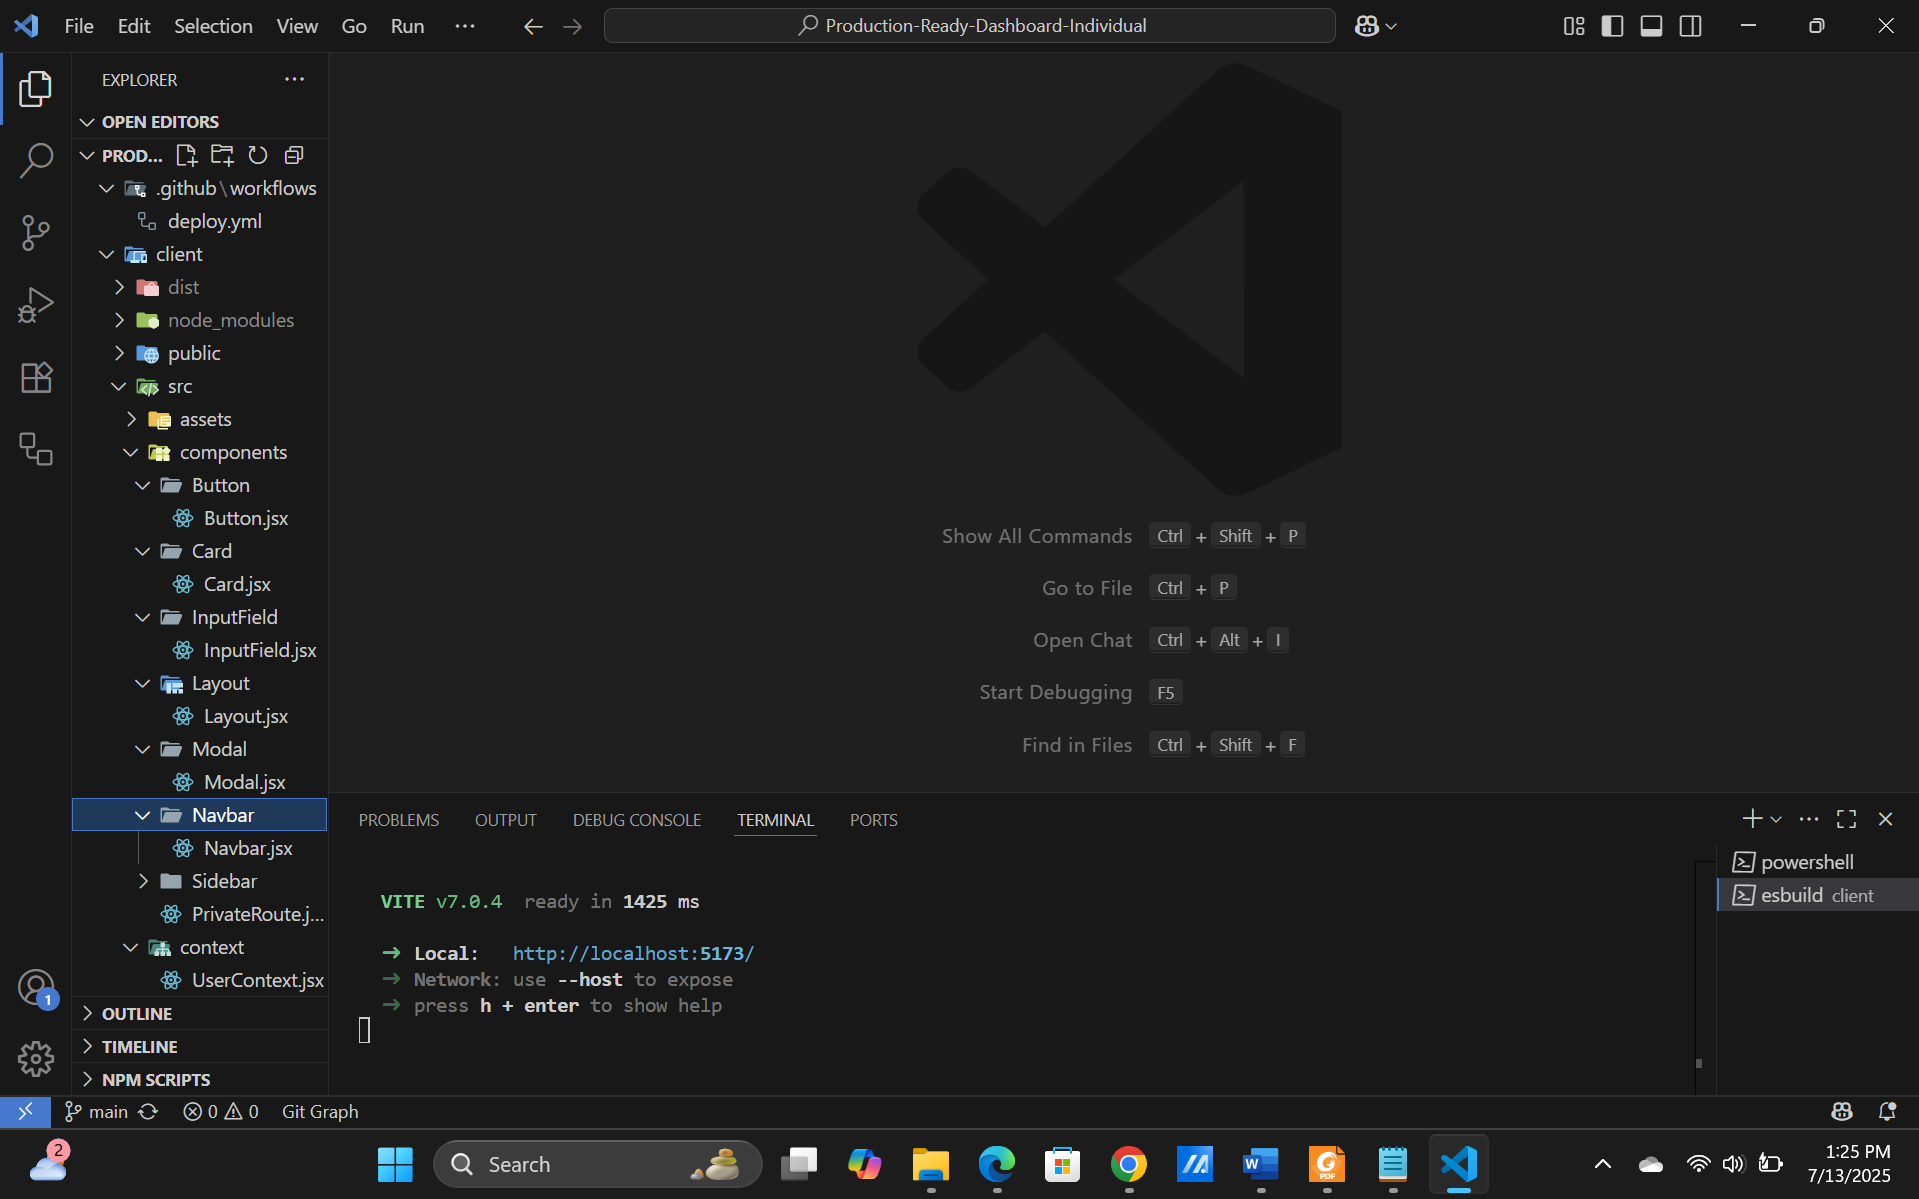 File Edit Selection View Go Run ···
Production-Ready-Dashboard-Individual
EXPLORER
OPEN EDITORS
PROD...
.github\workflows
deploy.yml
client
dist
node_modules
public
src
assets
components
Button
Button.jsx
Card
Card.jsx
InputField
InputField.jsx
Layout
Layout.jsx
Modal
Modal.jsx
Navbar
Navbar.jsx
Sidebar
PrivateRoute.j...
context
UserContext.jsx
OUTLINE
TIMELINE
NPM SCRIPTS
1
Show All Commands Ctrl + Shift + P
Go to File Ctrl + P
Open Chat Ctrl + Alt + I
Start Debugging F5
Find in Files Ctrl + Shift + F
PROBLEMS OUTPUT DEBUG CONSOLE TERMINAL PORTS
VITE v7.0.4 ready in 1425 ms
➜ Local: http://localhost:5173/
➜ Network: use --host to expose
➜ press h + enter to show help
powershell
esbuild client
main 0 0 Git Graph
2
Search
W
PDF
1:25 PM
7/13/2025